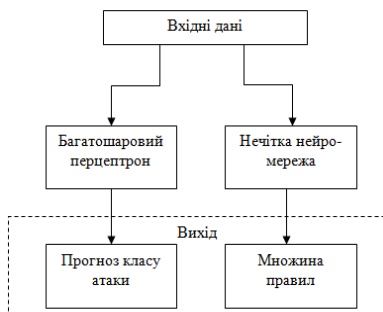 Вхідні дані
Багатошаровий
перцептрон
Нечітка нейро-
мережа
Вихід
Прогноз класу
атаки
Множина
правил